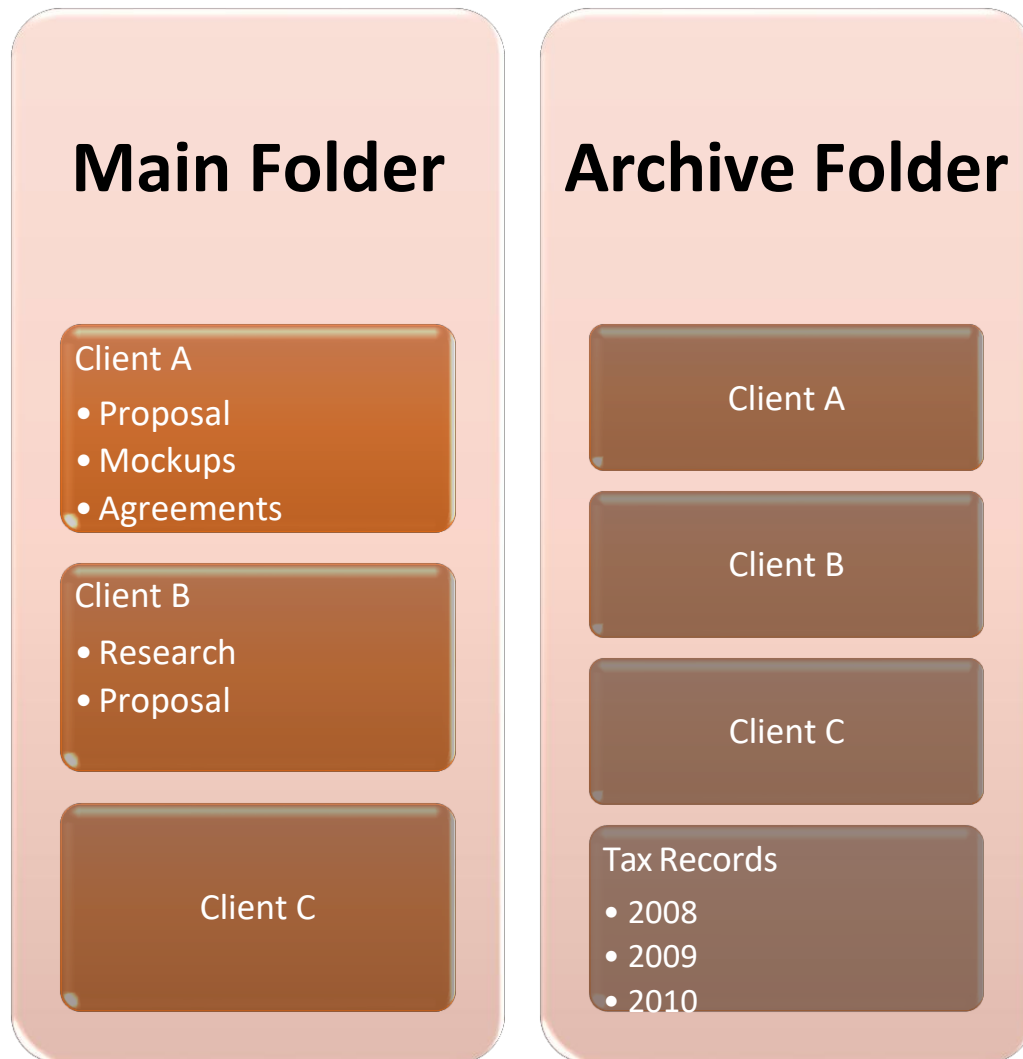 Main Folder
Client A
• Proposal
• Mockups
• Agreements
Client B
• Research
• Proposal
Client C
Archive Folder
Client A
Client B
Client C
Tax Records
• 2008
• 2009
• 2010